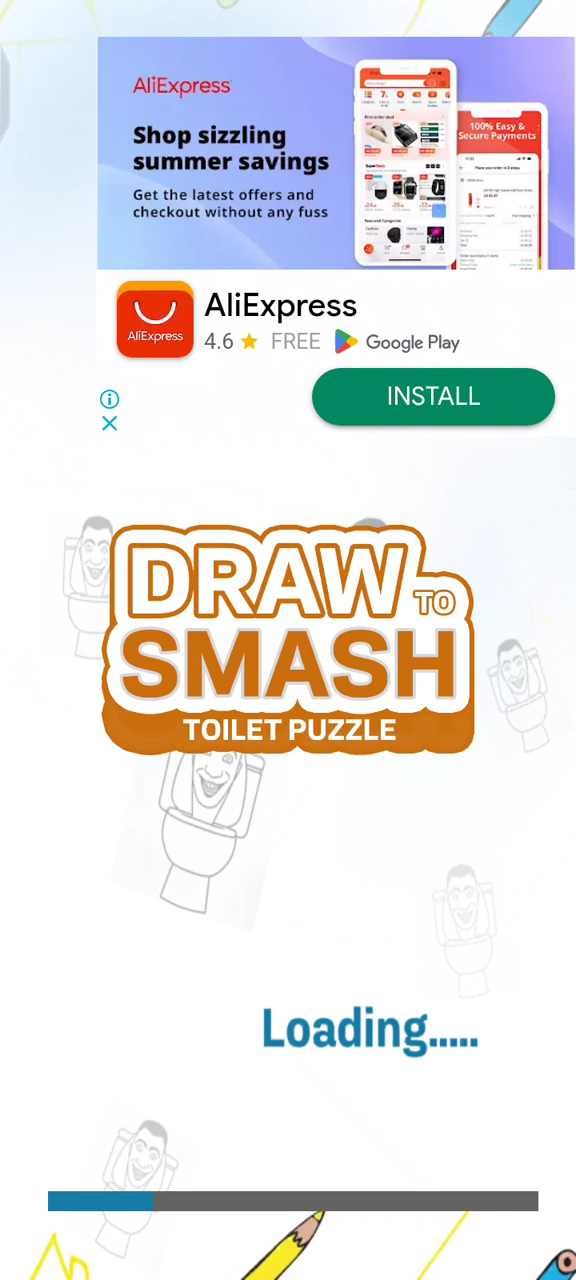 AliExpress
Shop sizzling
summer savings
Get the latest offers and
checkout without any fuss
100% Easy &
Secure Payments
AliExpress
AliExpress
4.6 ★ FREE Google Play
INSTALL
DRAW TO
SMASH
TOILET PUZZLE
Loading.....